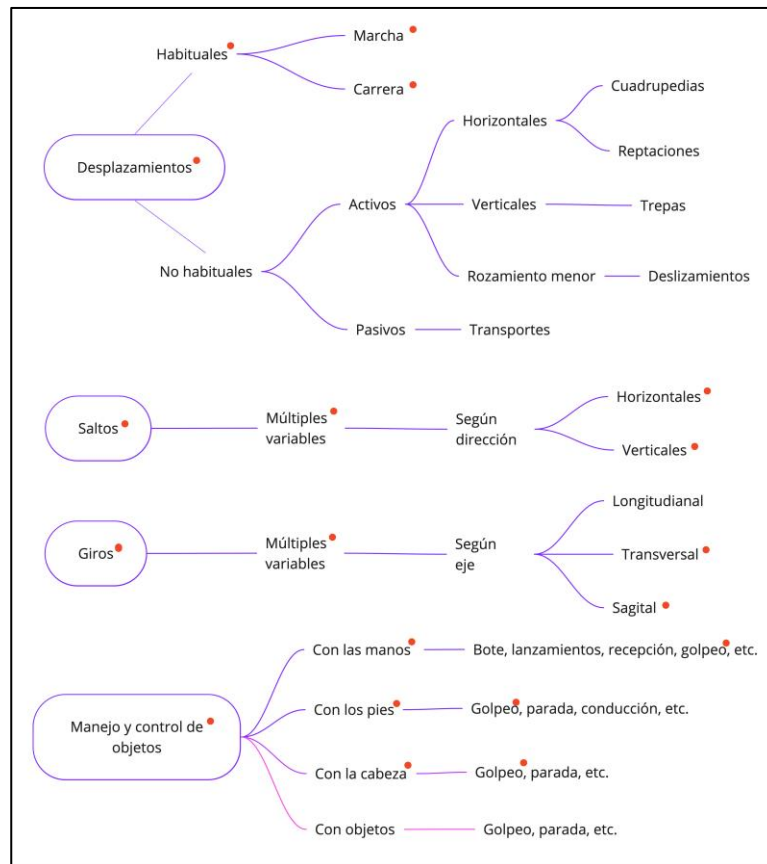 Habituales
Marcha
Carrera
Desplazamientos
No habituales
Activos
Horizontales
Cuadrupedias
Reptaciones
Verticales
Trepas
Rozamiento menor
Deslizamientos
Pasivos
Transportes
Saltos
Múltiples
variables
Según
dirección
Horizontales
Verticales
Giros
Múltiples
variables
Según
eje
Longitudianal
Transversal
Sagital
Manejo y control de
objetos
Con las manos
Bote, lanzamientos, recepción, golpeo, etc.
Con los pies
Golpeo, parada, conducción, etc.
Con la cabeza
Golpeo, parada, etc.
Con objetos
Golpeo, parada, etc.